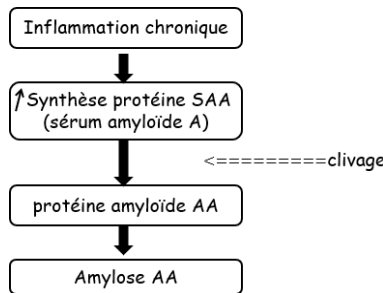 Inflammation chronique
↗Synthèse protéine SAA
(sérum amyloïde A)
<=========clivage
protéine amyloïde AA
Amylose AA